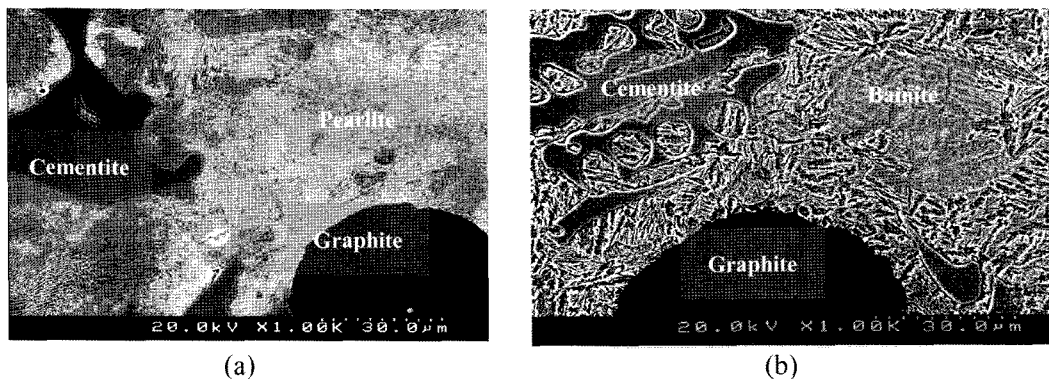 Pearlite
Cementite
Graphite
20.0kV X1.00K 30.0µm
(a)
Cementite
Bainite
Graphite
20.0kV X1.00K 30.0µm
(b)